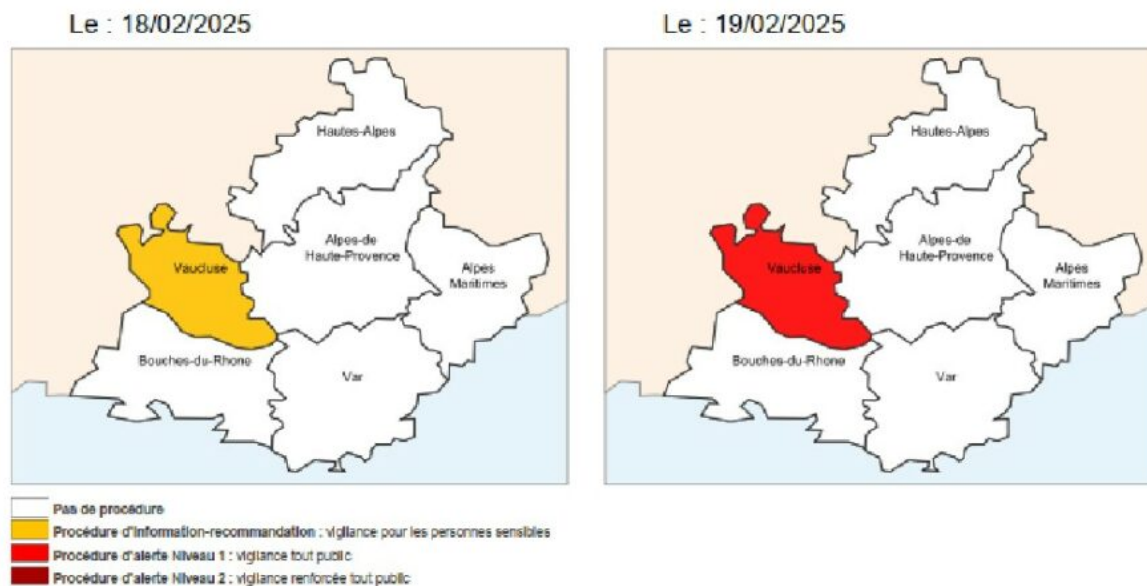 Le : 18/02/2025
Hautes-Alpes
Vaucluse
Alpes-de
Haute-Provence
Alpes
Maritimes
Bouches-du-Rhone
Var
Le : 19/02/2025
Hautes-Alpes
Vaucluse
Alpes-de
Haute-Provence
Alpes
Maritimes
Bouches-du-Rhone
Var
Pas de procédure
Procédure d'information-recommandation : vigilance pour les personnes sensibles
Procédure d'alerte Niveau 1 : vigilance tout public
Procédure d'alerte Niveau 2 : vigilance renforcée tout public